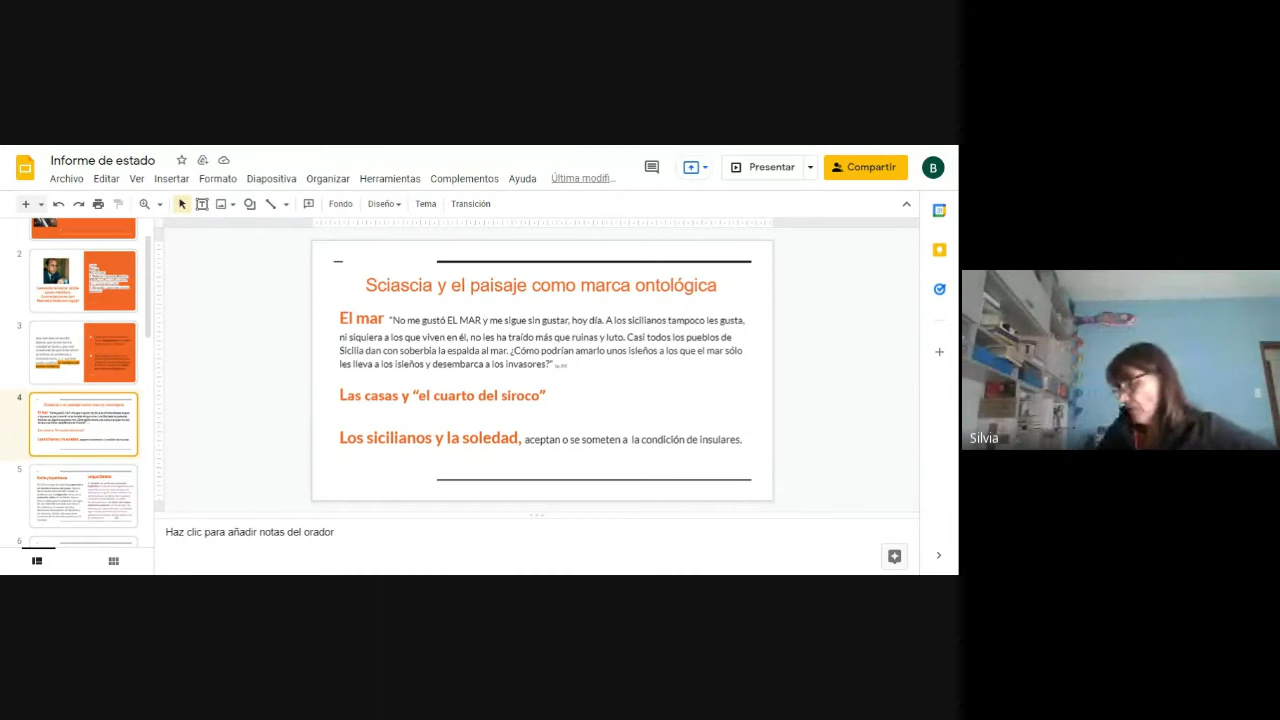 Informe de estado
Archivo Editar Ver Insertar Formato Diapositiva Organizar Herramientas Complementos Ayuda Última modifi...
Presentar
Compartir
B
Fondo Diseño Tema Transición
2
3
4
5
6
Sciascia y el paisaje como marca ontológica
El mar "No me gustó EL MAR y me sigue sin gustar, hoy día. A los sicilianos tampoco les gusta,
ni siquiera a los que viven en él, no les ha traído más que ruinas y luto. Casi todos los pueblos de
Sicilia dan con soberbia la espalda al mar. ¿Cómo podrían amarlo unos isleños a los que el mar sólo
les lleva a los isleños y desembarca a los invasores?"
Las casas y "el cuarto del siroco"
Los sicilianos y la soledad, aceptan o se someten a la condición de insulares.
Haz clic para añadir notas del orador
Silvia